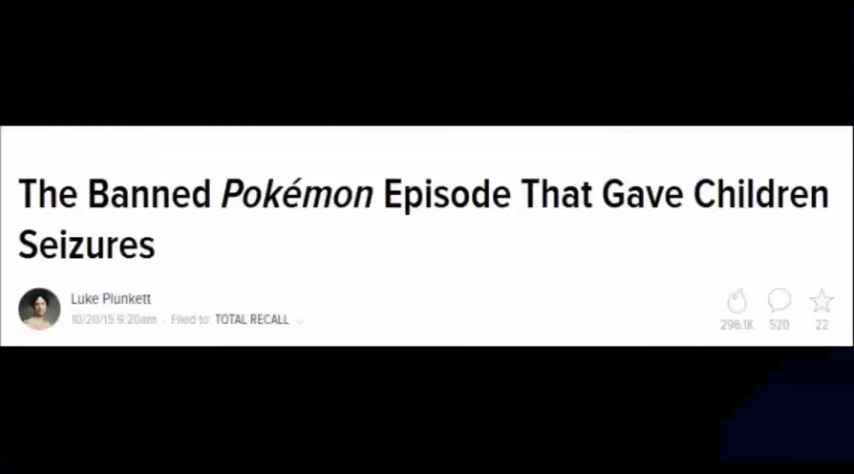 The Banned Pokémon Episode That Gave Children
Seizures
Luke Plunkett
10/20/15 9:20am - Filed to: TOTAL RECALL
296.1K 520 22